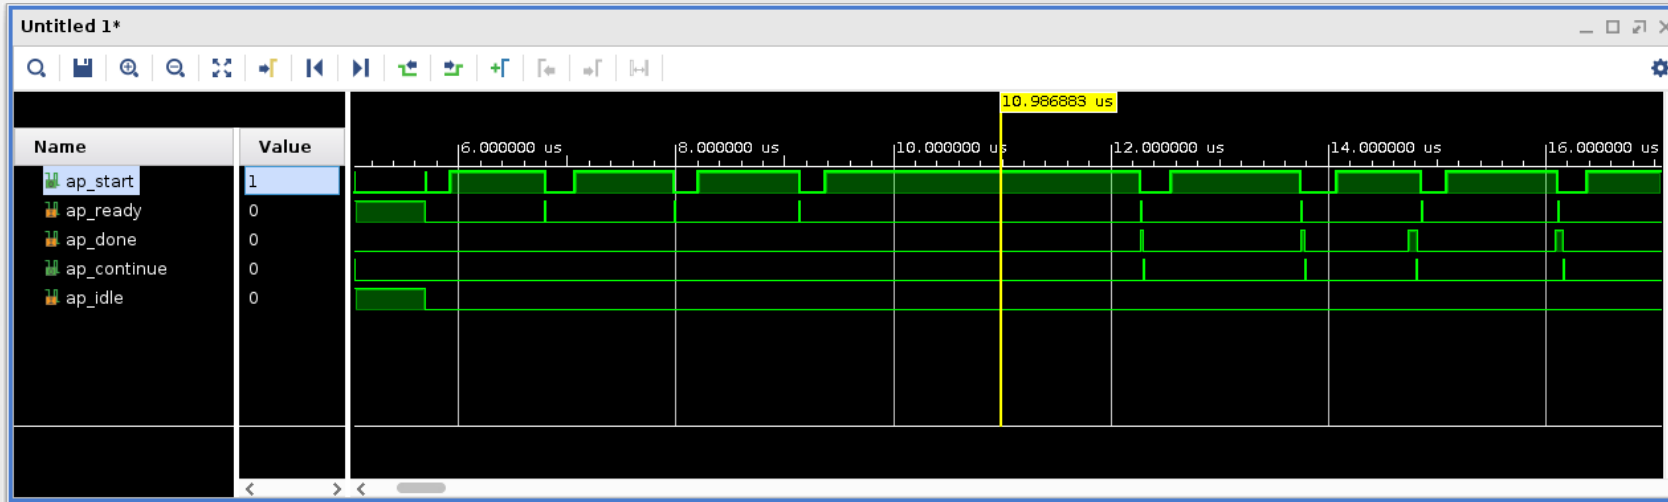 Untitled 1*
10.986883 us
Name Value
6.000000 us 8.000000 us 10.000000 us 12.000000 us 14.000000 us 16.000000 us
ap_start 1
ap_ready 0
ap_done 0
ap_continue 0
ap_idle 0